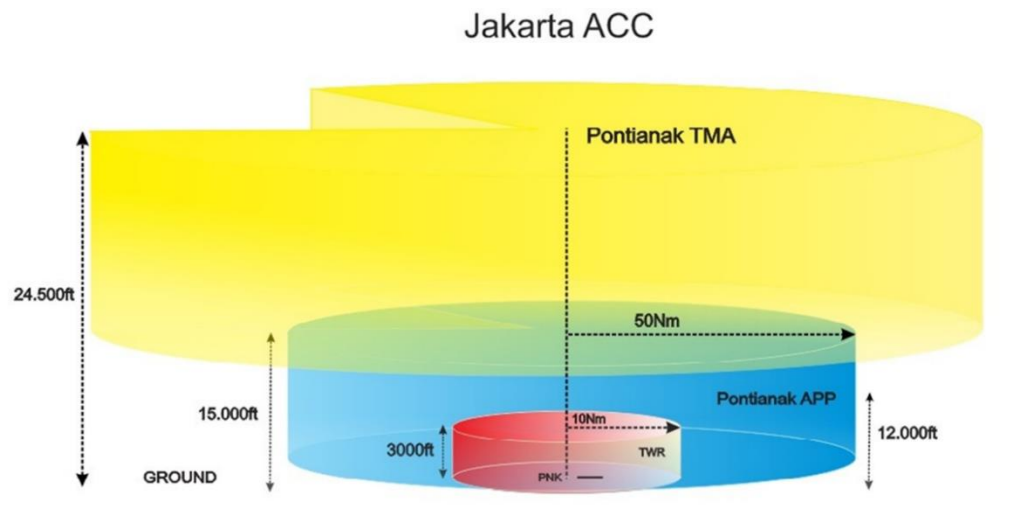 Jakarta ACC
Pontianak TMA
24.500ft
50Nm
Pontianak APP
15.000ft
10Nm
12.000ft
3000ft
TWR
GROUND
PNK